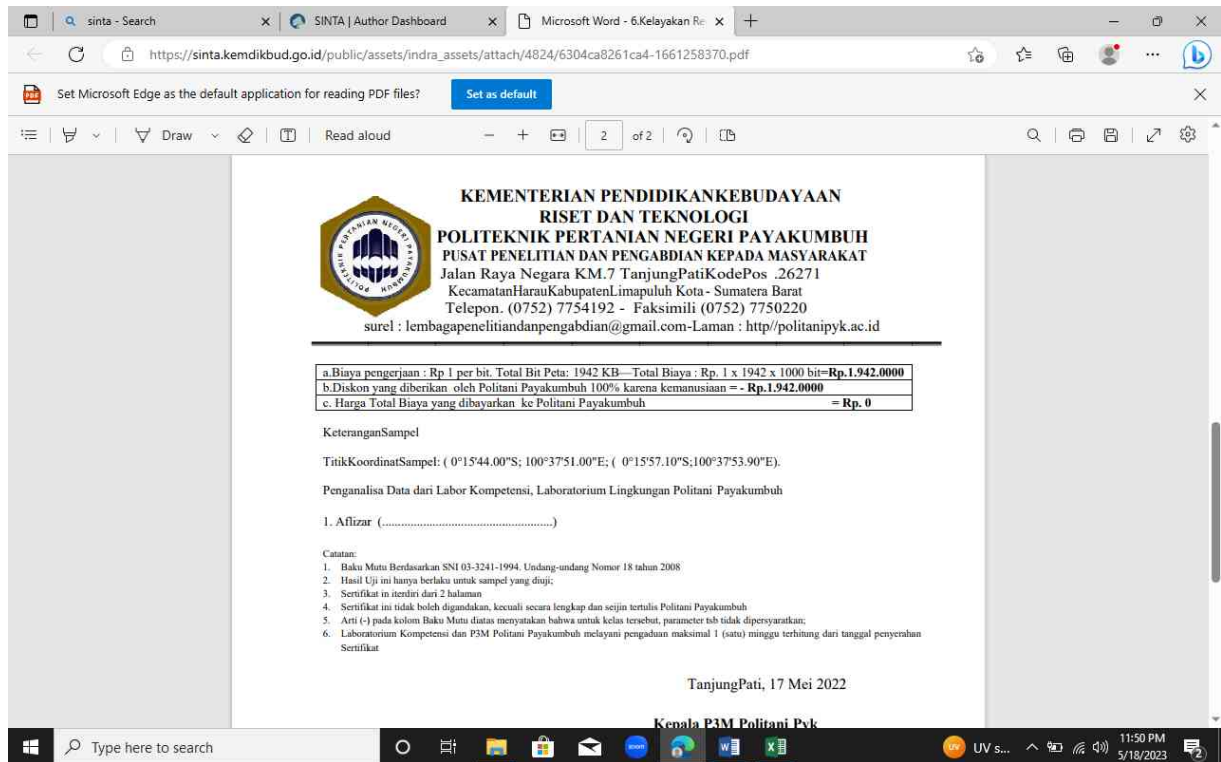 sinta - Search
SINTA | Author Dashboard
Microsoft Word - 6.Kelayakan Re
https://sinta.kemdikbud.go.id/public/assets/indra_assets/attach/4824/6304ca8261ca4-1661258370.pdf
Set Microsoft Edge as the default application for reading PDF files?
Set as default
Draw
Read aloud
2 of 2
KEMENTERIAN PENDIDIKANKEBUDAYAAN
RISET DAN TEKNOLOGI
POLITEKNIK PERTANIAN NEGERI PAYAKUMBUH
PUSAT PENELITIAN DAN PENGABDIAN KEPADA MASYARAKAT
Jalan Raya Negara KM.7 TanjungPatiKodePos .26271
KecamatanHarauKabupatenLimapuluh Kota - Sumatera Barat
Telepon. (0752) 7754192 - Faksimili (0752) 7750220
surel : lembagapenelitiandanpengabdian@gmail.com-Laman : http//politanipyk.ac.id
POLITEKNIK PERTANIAN NEGERI PAYAKUMBUH
a.Biaya pengerjaan : Rp 1 per bit. Total Bit Peta: 1942 KB—Total Biaya : Rp. 1 x 1942 x 1000 bit=Rp.1.942.0000
b.Diskon yang diberikan oleh Politani Payakumbuh 100% karena kemanusiaan = - Rp.1.942.0000
c. Harga Total Biaya yang dibayarkan ke Politani Payakumbuh = Rp. 0
KeteranganSampel
TitikKoordinatSampel: ( 0°15'44.00"S; 100°37'51.00"E; ( 0°15'57.10"S;100°37'53.90"E).
Penganalisa Data dari Labor Kompetensi, Laboratorium Lingkungan Politani Payakumbuh
1. Aflizar (......................................................)
Catatan:
1. Baku Mutu Berdasarkan SNI 03-3241-1994. Undang-undang Nomor 18 tahun 2008
2. Hasil Uji ini hanya berlaku untuk sampel yang diuji;
3. Sertifikat in iterdiri dari 2 halaman
4. Sertifikat ini tidak boleh digandakan, kecuali secara lengkap dan seijin tertulis Politani Payakumbuh
5. Arti (-) pada kolom Baku Mutu diatas menyatakan bahwa untuk kelas tersebut, parameter tsb tidak dipersyaratkan;
6. Laboratorium Kompetensi dan P3M Politani Payakumbuh melayani pengaduan maksimal 1 (satu) minggu terhitung dari tanggal penyerahan
Sertifikat
TanjungPati, 17 Mei 2022
Kepala P3M Politani Pyk
Type here to search
zoom
UV
UV s...
11:50 PM
5/18/2023
2